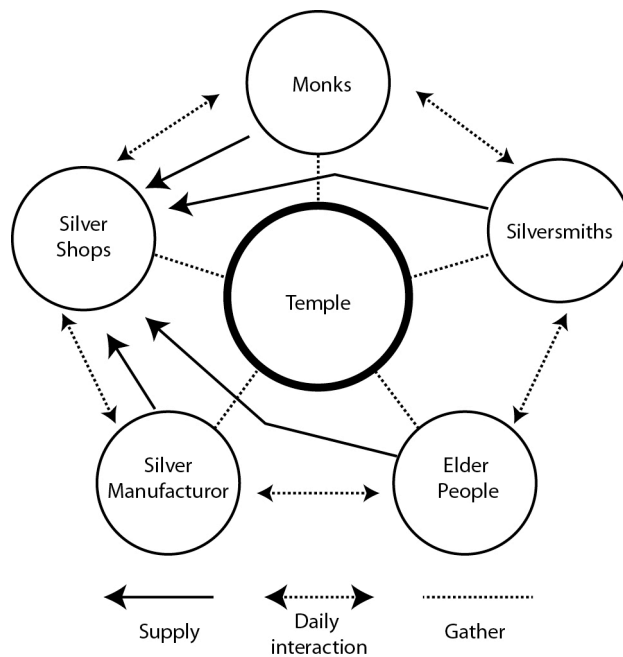 Monks
Silver
Shops
Silversmiths
Temple
Silver
Manufacturor
Elder
People
Supply
Daily
interaction
Gather